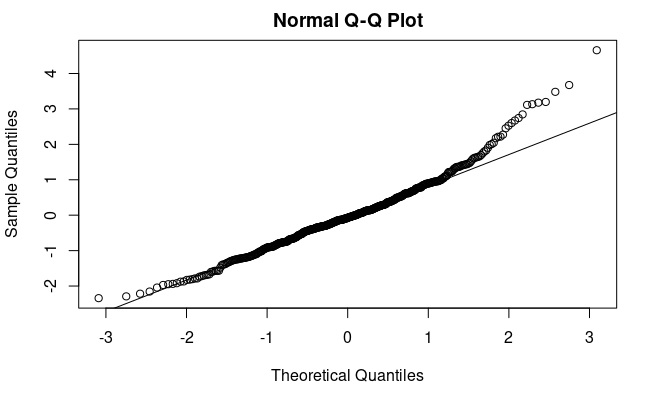 Normal Q-Q Plot
Sample Quantiles
4
3
2
1
0
-1
-2
-3 -2 -1 0 1 2 3
Theoretical Quantiles